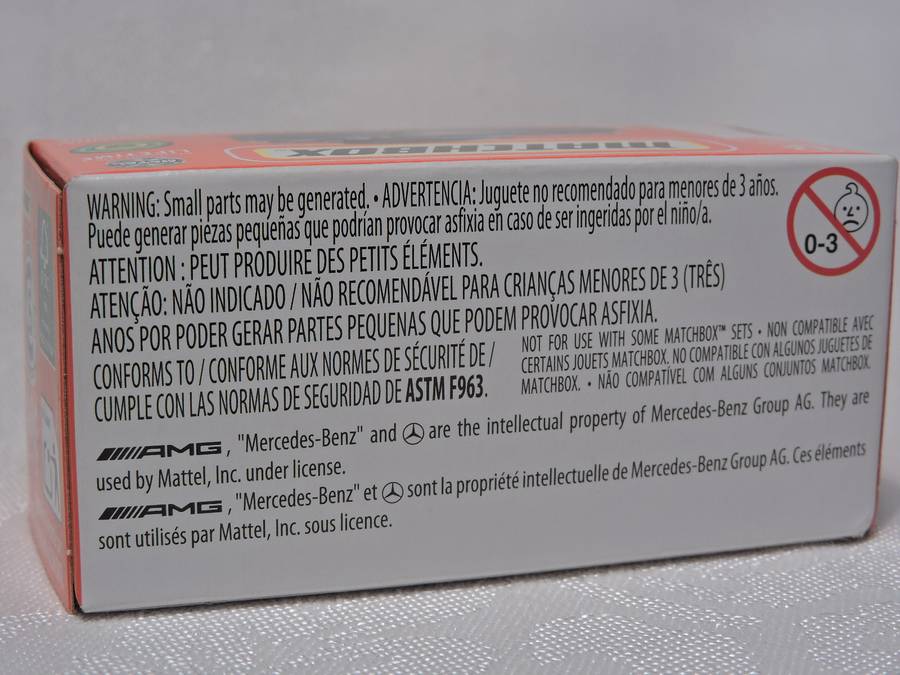 MATCHBOX
WARNING: Small parts may be generated. • ADVERTENCIA: Juguete no recomendado para menores de 3 años.
Puede generar piezas pequeñas que podrían provocar asfixia en caso de ser ingeridas por el niño/a.
0-3
ATTENTION : PEUT PRODUIRE DES PETITS ÉLÉMENTS.
ATENÇÃO: NÃO INDICADO / NÃO RECOMENDÁVEL PARA CRIANÇAS MENORES DE 3 (TRÊS)
ANOS POR PODER GERAR PARTES PEQUENAS QUE PODEM PROVOCAR ASFIXIA.
CONFORMS TO / CONFORME AUX NORMES DE SÉCURITÉ DE /
CUMPLE CON LAS NORMAS DE SEGURIDAD DE ASTM F963.
NOT FOR USE WITH SOME MATCHBOX™ SETS • NON COMPATIBLE AVEC
CERTAINS JOUETS MATCHBOX. NO COMPATIBLE CON ALGUNOS JUGUETES DE
MATCHBOX. • NÃO COMPATÍVEL COM ALGUNS CONJUNTOS MATCHBOX.
AMG, "Mercedes-Benz" and are the intellectual property of Mercedes-Benz Group AG. They are
used by Mattel, Inc. under license.
AMG, "Mercedes-Benz" et sont la propriété intellectuelle de Mercedes-Benz Group AG. Ces éléments
sont utilisés par Mattel, Inc. sous licence.